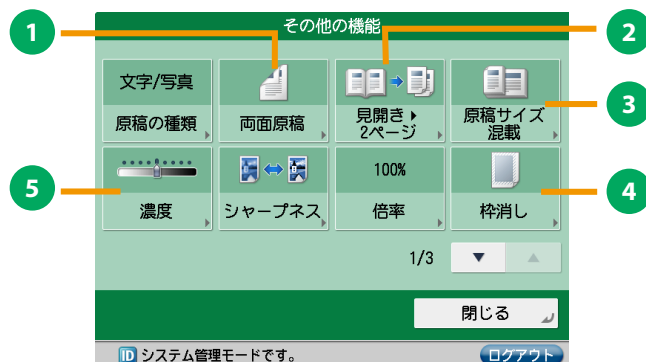 その他の機能
1
2
文字/写真
原稿の種類
両面原稿
見開き▶
2ページ
原稿サイズ
混載
3
濃度
シャープネス
100%
倍率
枠消し
5
4
1/3
▼
▲
閉じる
ID システム管理モードです。
ログアウト